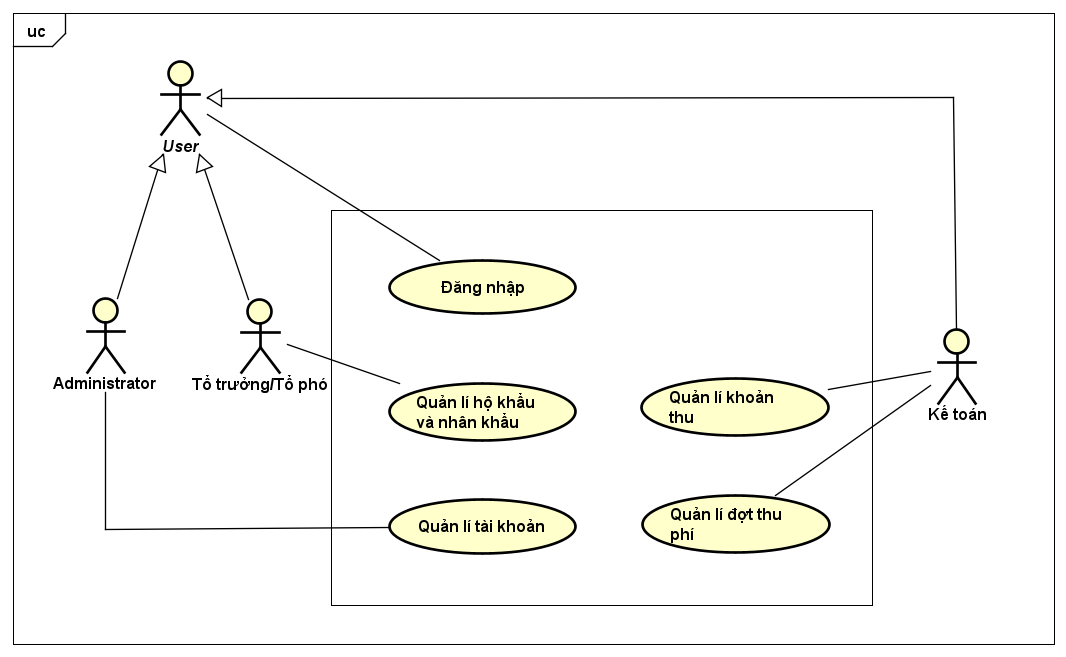 uc
User
Đăng nhập
Administrator
Tổ trưởng/Tổ phó
Quản lí hộ khẩu
và nhân khẩu
Quản lí khoản
thu
Kế toán
Quản lí tài khoản
Quản lí đợt thu
phí